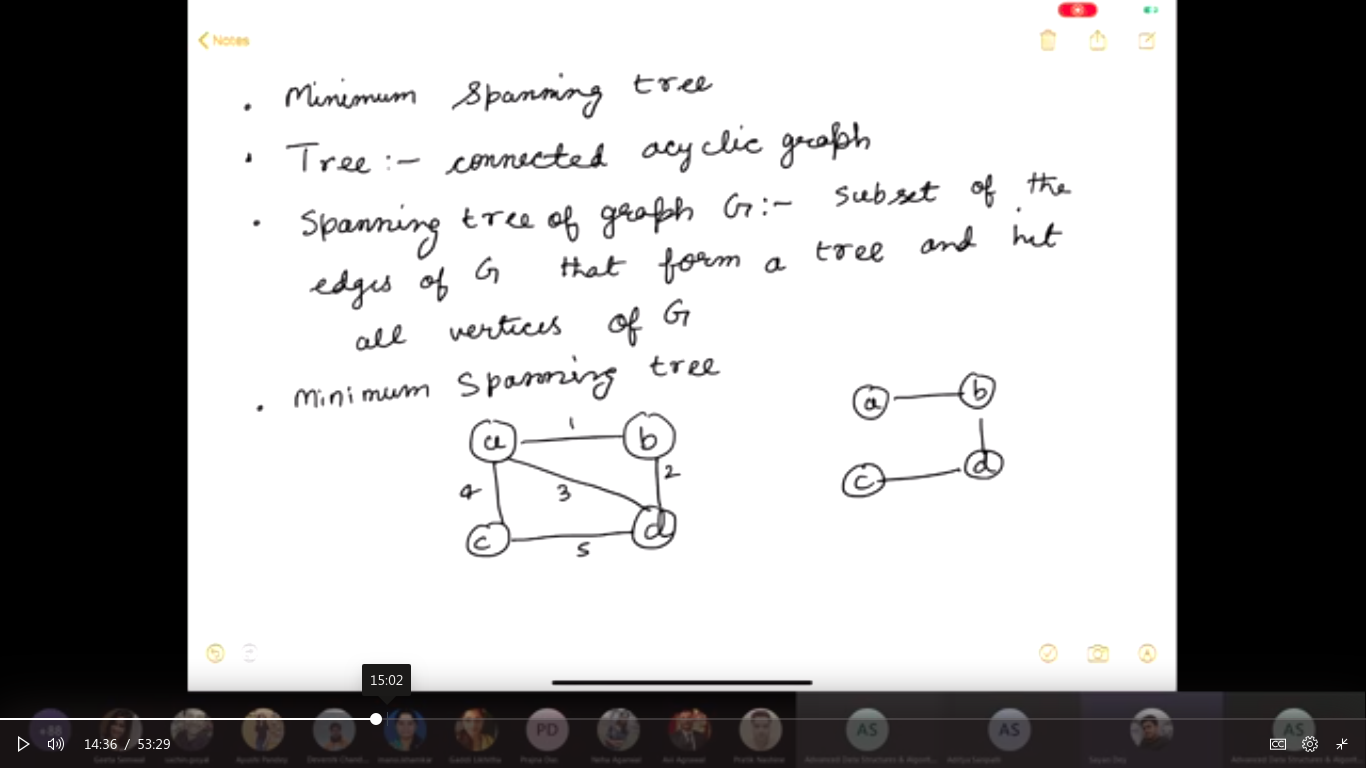 Notes
• Minimum Spanning tree
• Tree :- connected acyclic graph
• Spanning tree of graph G :- subset of the
edges of G that form a tree and hit
all vertices of G
• Minimum Spanning tree
a 1 b
4 3 2
c 5 d
a b
c d
15:02
PD AS AS AS
14:36 / 53:29
CC